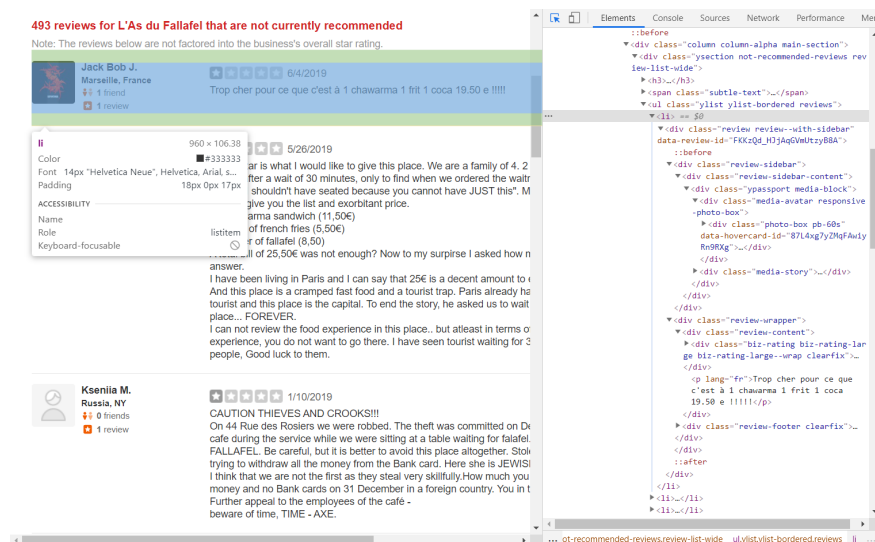 493 reviews for L'As du Fallafel that are not currently recommended
Note: The reviews below are not factored into the business's overall star rating.
Jack Bob J.
Marseille, France
1 friend
1 review
6/4/2019
Trop cher pour ce que c'est à 1 chawarma 1 frit 1 coca 19.50 e !!!!!
li 960 × 106.38
Color #333333
Font 14px "Helvetica Neue", Helvetica, Arial, s...
Padding 18px 0px 17px
ACCESSIBILITY
Name
Role listitem
Keyboard-focusable
5/26/2019
ar is what I would like to give this place. We are a family of 4. 2
fter a wait of 30 minutes, only to find when we ordered the waitr
shouldn't have seated because you cannot have JUST this". M
give you the list and exorbitant price.
arma sandwich (11,50€)
of french fries (5,50€)
r of fallafel (8,50)
ll of 25,50€ was not enough? Now to my surpirse I asked how m
answer.
I have been living in Paris and I can say that 25€ is a decent amount to
And this place is a cramped fast food and a tourist trap. Paris already ha
tourist and this place is the capital. To end the story, he asked us to wait
place... FOREVER.
I can not review the food experience in this place.. but atleast in terms o
experience, you do not want to go there. I have seen tourist waiting for 3
people, Good luck to them.
Kseniia M.
Russia, NY
0 friends
1 review
1/10/2019
CAUTION THIEVES AND CROOKS!!!
On 44 Rue des Rosiers we were robbed. The theft was committed on De
cafe during the service while we were sitting at a table waiting for falafel.
FALLAFEL. Be careful, but it is better to avoid this place altogether. Stole
trying to withdraw all the money from the Bank card. Here she is JEWIS
I think that we are not the first as they steal very skillfully.How much you
money and no Bank cards on 31 December in a foreign country. You in t
Further appeal to the employees of the café -
beware of time, TIME - AXE.
Elements Console Sources Network Performance Me
::before
▼<div class="column column-alpha main-section">
▼<div class="ysection not-recommended-reviews rev
iew-list-wide">
▶<h3>…</h3>
▶<span class="subtle-text">…</span>
▼<ul class="ylist ylist-bordered reviews">
... ▼<li> == $0
▼<div class="review review--with-sidebar"
data-review-id="FKKzQd_HJjAqGVmUtzyB8A">
::before
▼<div class="review-sidebar">
▼<div class="review-sidebar-content">
▼<div class="ypassport media-block">
▼<div class="media-avatar responsive
-photo-box">
▶<div class="photo-box pb-60s"
data-hovercard-id="87L4xg7yZMqFAwiy
Rn9RXg">…</div>
</div>
▶<div class="media-story">…</div>
</div>
</div>
</div>
▼<div class="review-wrapper">
▼<div class="review-content">
▶<div class="biz-rating biz-rating-lar
ge biz-rating-large--wrap clearfix">…
</div>
<p lang="fr">Trop cher pour ce que
c'est à 1 chawarma 1 frit 1 coca
19.50 e !!!!!</p>
</div>
▶<div class="review-footer clearfix">…
</div>
</div>
::after
</div>
</li>
▶<li>…</li>
▶<li>…</li>
... ot-recommended-reviews.review-list-wide ul.ylist.ylist-bordered.reviews li ...